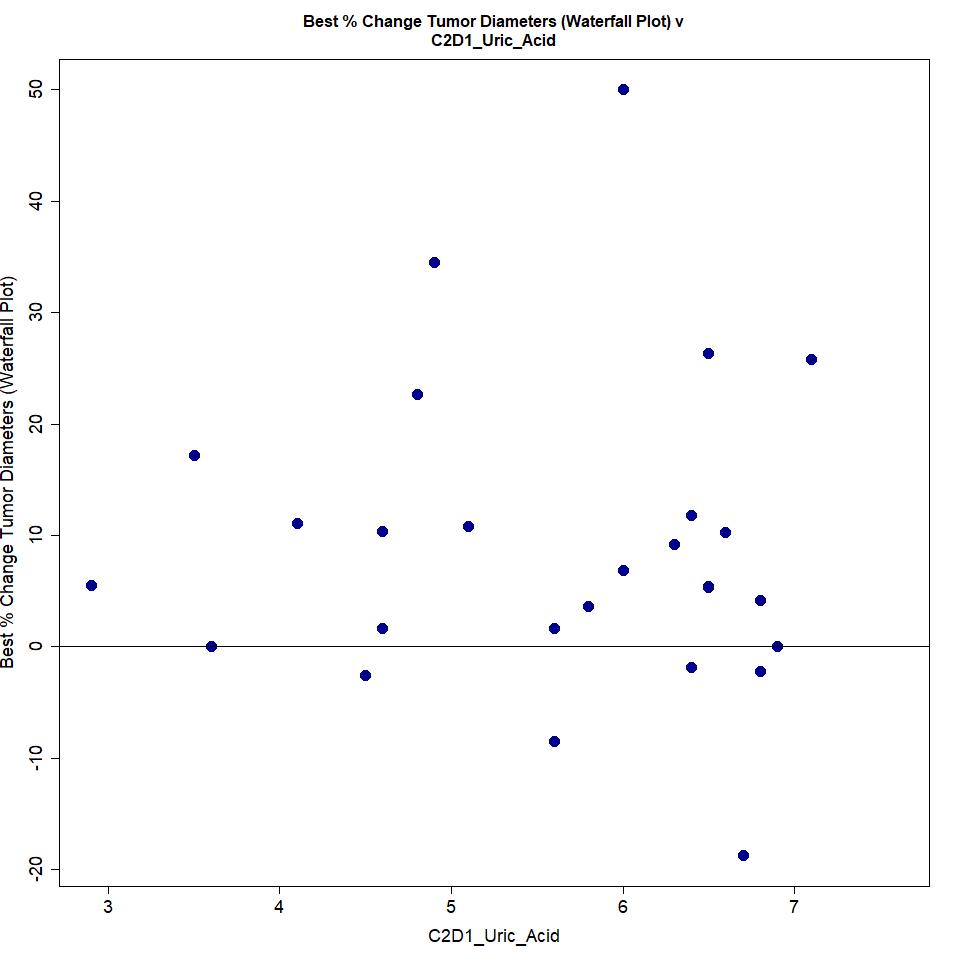 Best % Change Tumor Diameters (Waterfall Plot) v
C2D1_Uric_Acid
Best % Change Tumor Diameters (Waterfall Plot)
50
40
30
20
10
0
-10
-20
3 4 5 6 7
C2D1_Uric_Acid